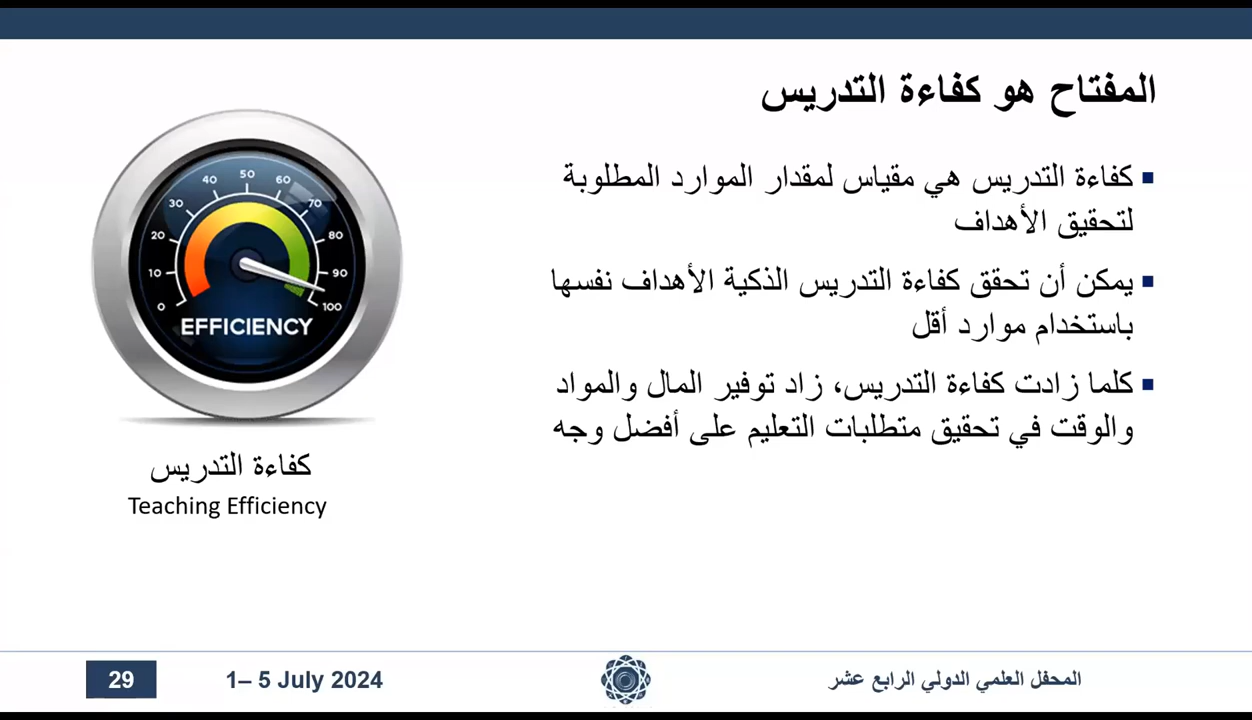 المفتاح هو كفاءة التدريس
كفاءة التدريس هي مقياس لمقدار الموارد المطلوبة
لتحقيق الأهداف
يمكن أن تحقق كفاءة التدريس الذكية الأهداف نفسها
باستخدام موارد أقل
كلما زادت كفاءة التدريس، زاد توفير المال والمواد
والوقت في تحقيق متطلبات التعليم على أفضل وجه
0
10
20
30
40
50
60
70
80
90
100
EFFICIENCY
كفاءة التدريس
Teaching Efficiency
المحفل العلمي الدولي الرابع عشر
1– 5 July 2024
29